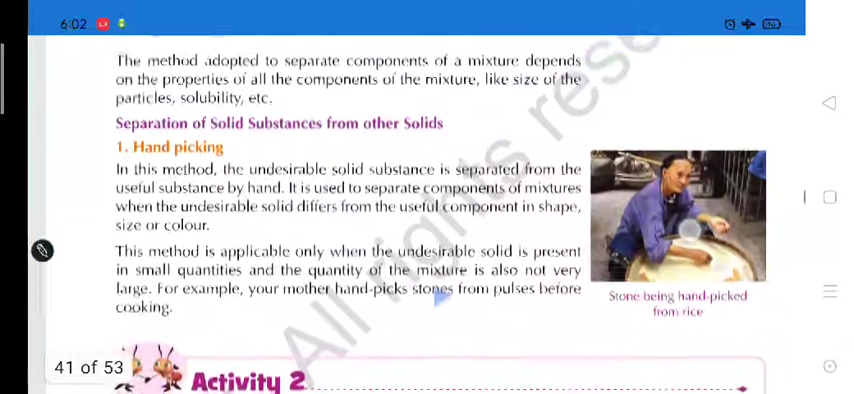 6:02
The method adopted to separate components of a mixture depends
on the properties of all the components of the mixture, like size of the
particles, solubility, etc.
Separation of Solid Substances from other Solids
1. Hand picking
In this method, the undesirable solid substance is separated from the
useful substance by hand. It is used to separate components of mixtures
when the undesirable solid differs from the useful component in shape,
size or colour.
This method is applicable only when the undesirable solid is present
in small quantities and the quantity of the mixture is also not very
large. For example, your mother hand-picks stones from pulses before
cooking.
Stone being hand-picked
from rice
41 of 53
Activity 2
All rights rese